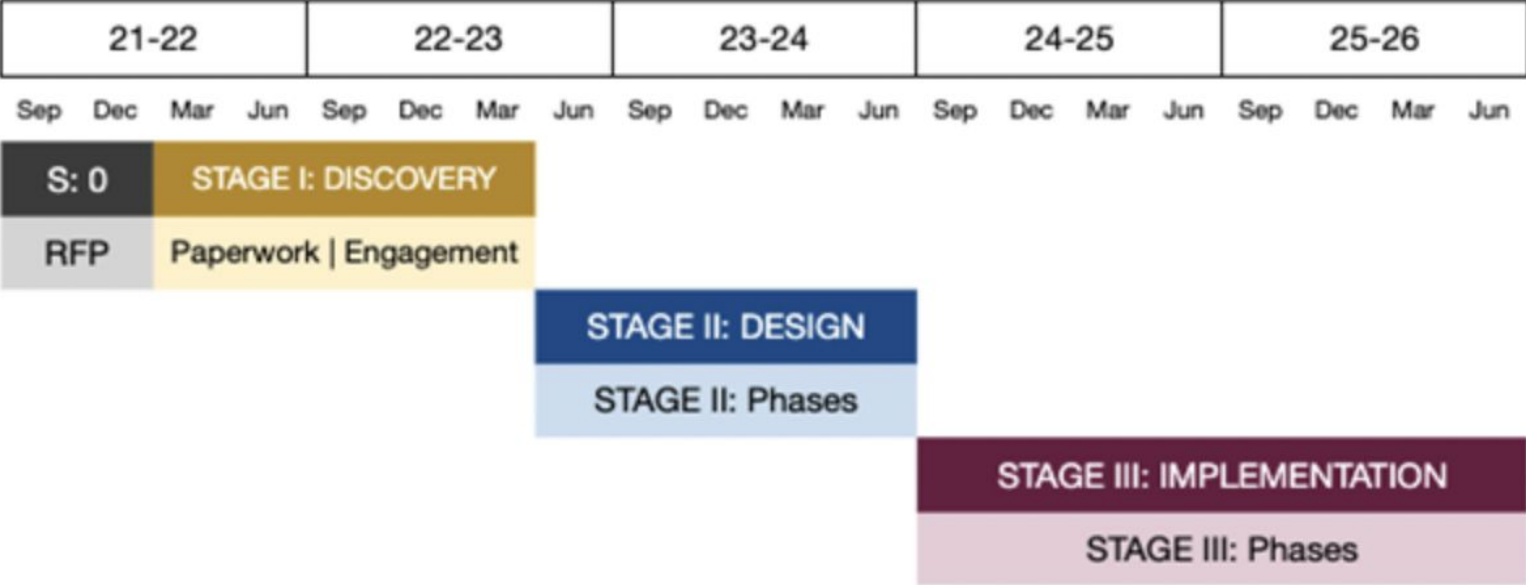 21-22 22-23 23-24 24-25 25-26
Sep Dec Mar Jun Sep Dec Mar Jun Sep Dec Mar Jun Sep Dec Mar Jun Sep Dec Mar Jun
S: 0 STAGE I: DISCOVERY
RFP Paperwork | Engagement
STAGE II: DESIGN
STAGE II: Phases
STAGE III: IMPLEMENTATION
STAGE III: Phases